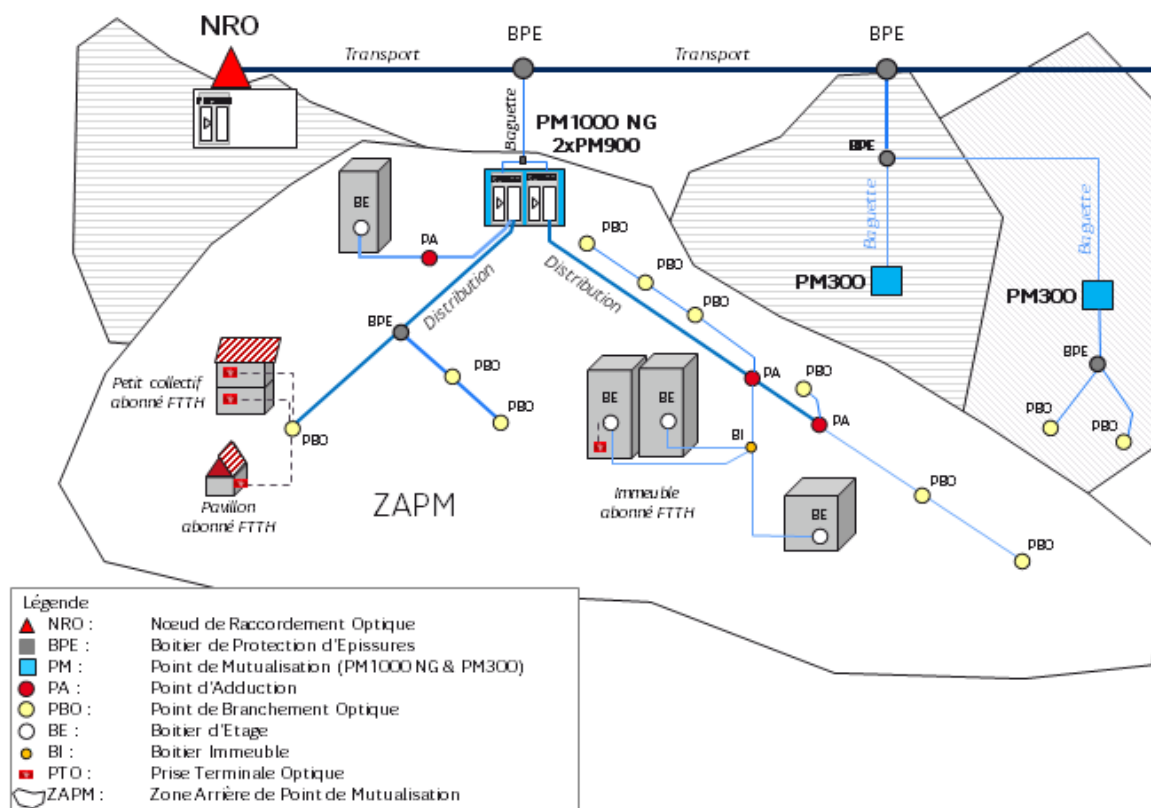 NRO
Transport
BPE
Transport
BPE
Baguette
PM1000 NG
2xPM900
BPE
BE
PA
PBO
PBO
PBO
Baguette
Baguette
PM300
PM300
Distribution
Distribution
BPE
BPE
Petit collectif
abonné FTTH
PBO
PBO
PBO
PA
PBO
PA
BE
BE
BI
PBO
PBO
Pavillon
abonné FTTH
ZAPM
Immeuble
abonné FTTH
BE
PBO
PBO
Légende
NRO : Nœud de Raccordement Optique
BPE : Boitier de Protection d'Epissures
PM : Point de Mutualisation (PM1000 NG & PM300)
PA : Point d'Adduction
PBO : Point de Branchement Optique
BE : Boitier d'Etage
BI : Boitier Immeuble
PTO : Prise Terminale Optique
ZAPM : Zone Arrière de Point de Mutualisation